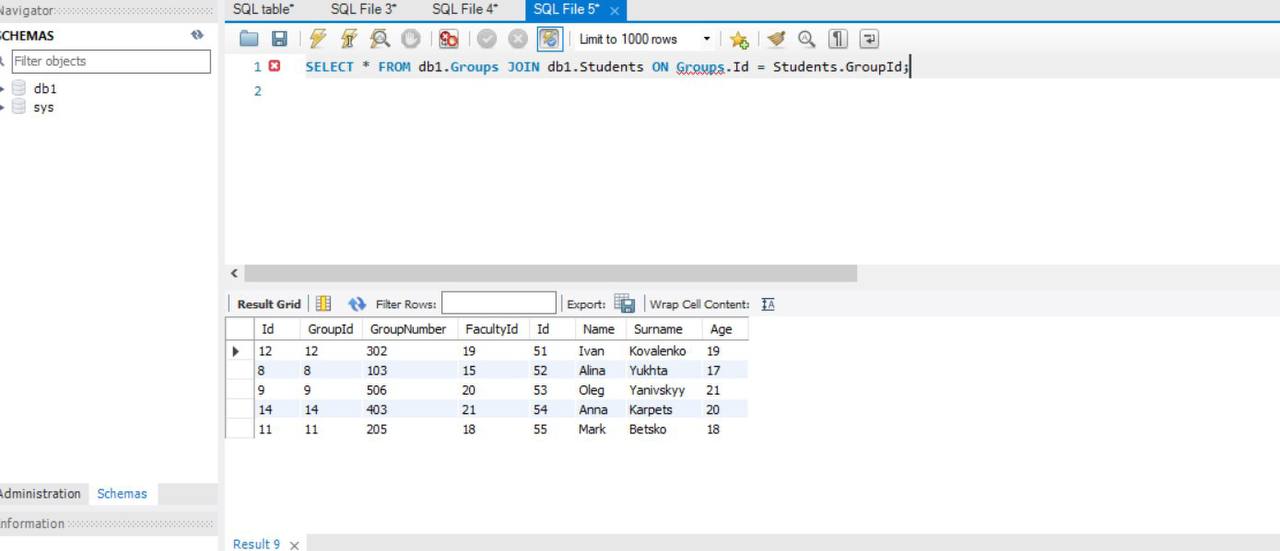 Navigator
SQL table* SQL File 3* SQL File 4* SQL File 5*
SCHEMAS
Filter objects
db1
sys
Limit to 1000 rows
1 SELECT * FROM db1.Groups JOIN db1.Students ON Groups.Id = Students.GroupId;
2
Result Grid Filter Rows: Export: Wrap Cell Content:
Id GroupId GroupNumber FacultyId Id Name Surname Age
12 12 302 19 51 Ivan Kovalenko 19
8 8 103 15 52 Alina Yukhta 17
9 9 506 20 53 Oleg Yanivskyy 21
14 14 403 21 54 Anna Karpets 20
11 11 205 18 55 Mark Betsko 18
Administration Schemas
Information
Result 9